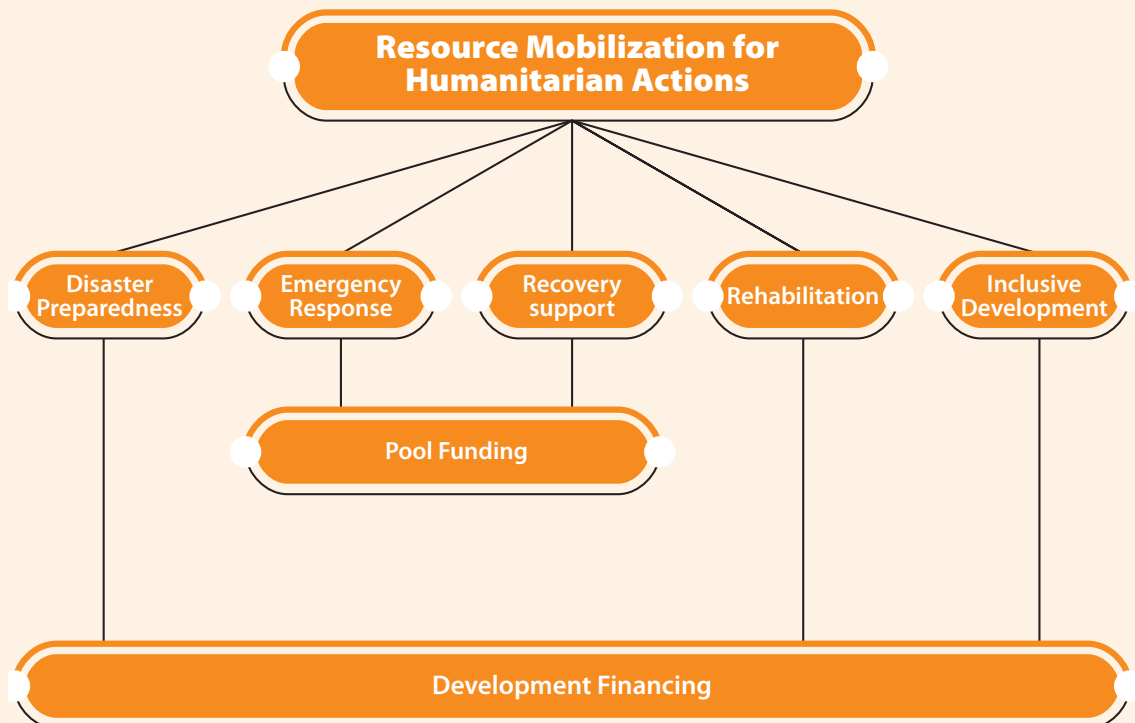 Resource Mobilization for
Humanitarian Actions
Disaster
Preparedness
Emergency
Response
Recovery
support
Rehabilitation
Inclusive
Development
Pool Funding
Development Financing